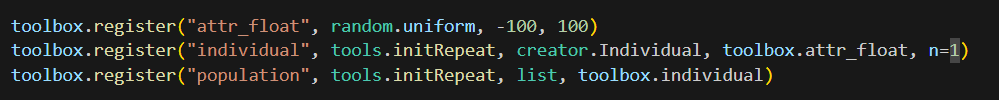 toolbox.register("attr_float", random.uniform, -100, 100)
toolbox.register("individual", tools.initRepeat, creator.Individual, toolbox.attr_float, n=1)
toolbox.register("population", tools.initRepeat, list, toolbox.individual)